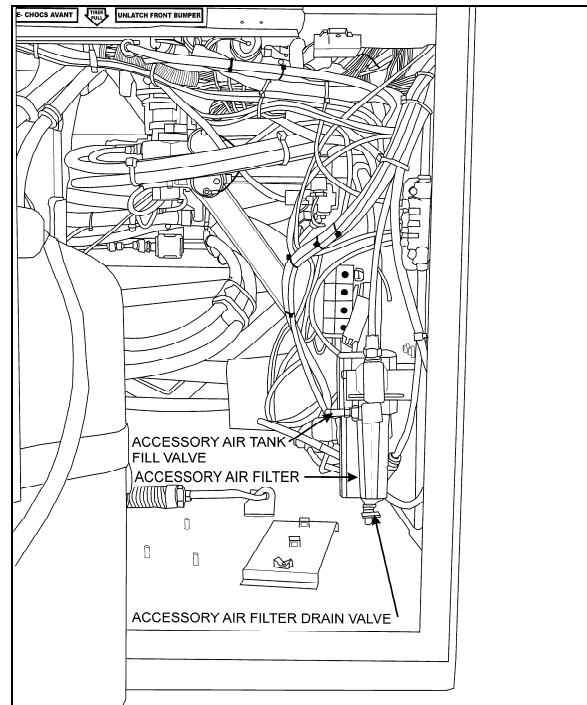 E- CHOCS AVANT
TIRER
PULL
UNLATCH FRONT BUMPER
ACCESSORY AIR TANK
FILL VALVE
ACCESSORY AIR FILTER
ACCESSORY AIR FILTER DRAIN VALVE